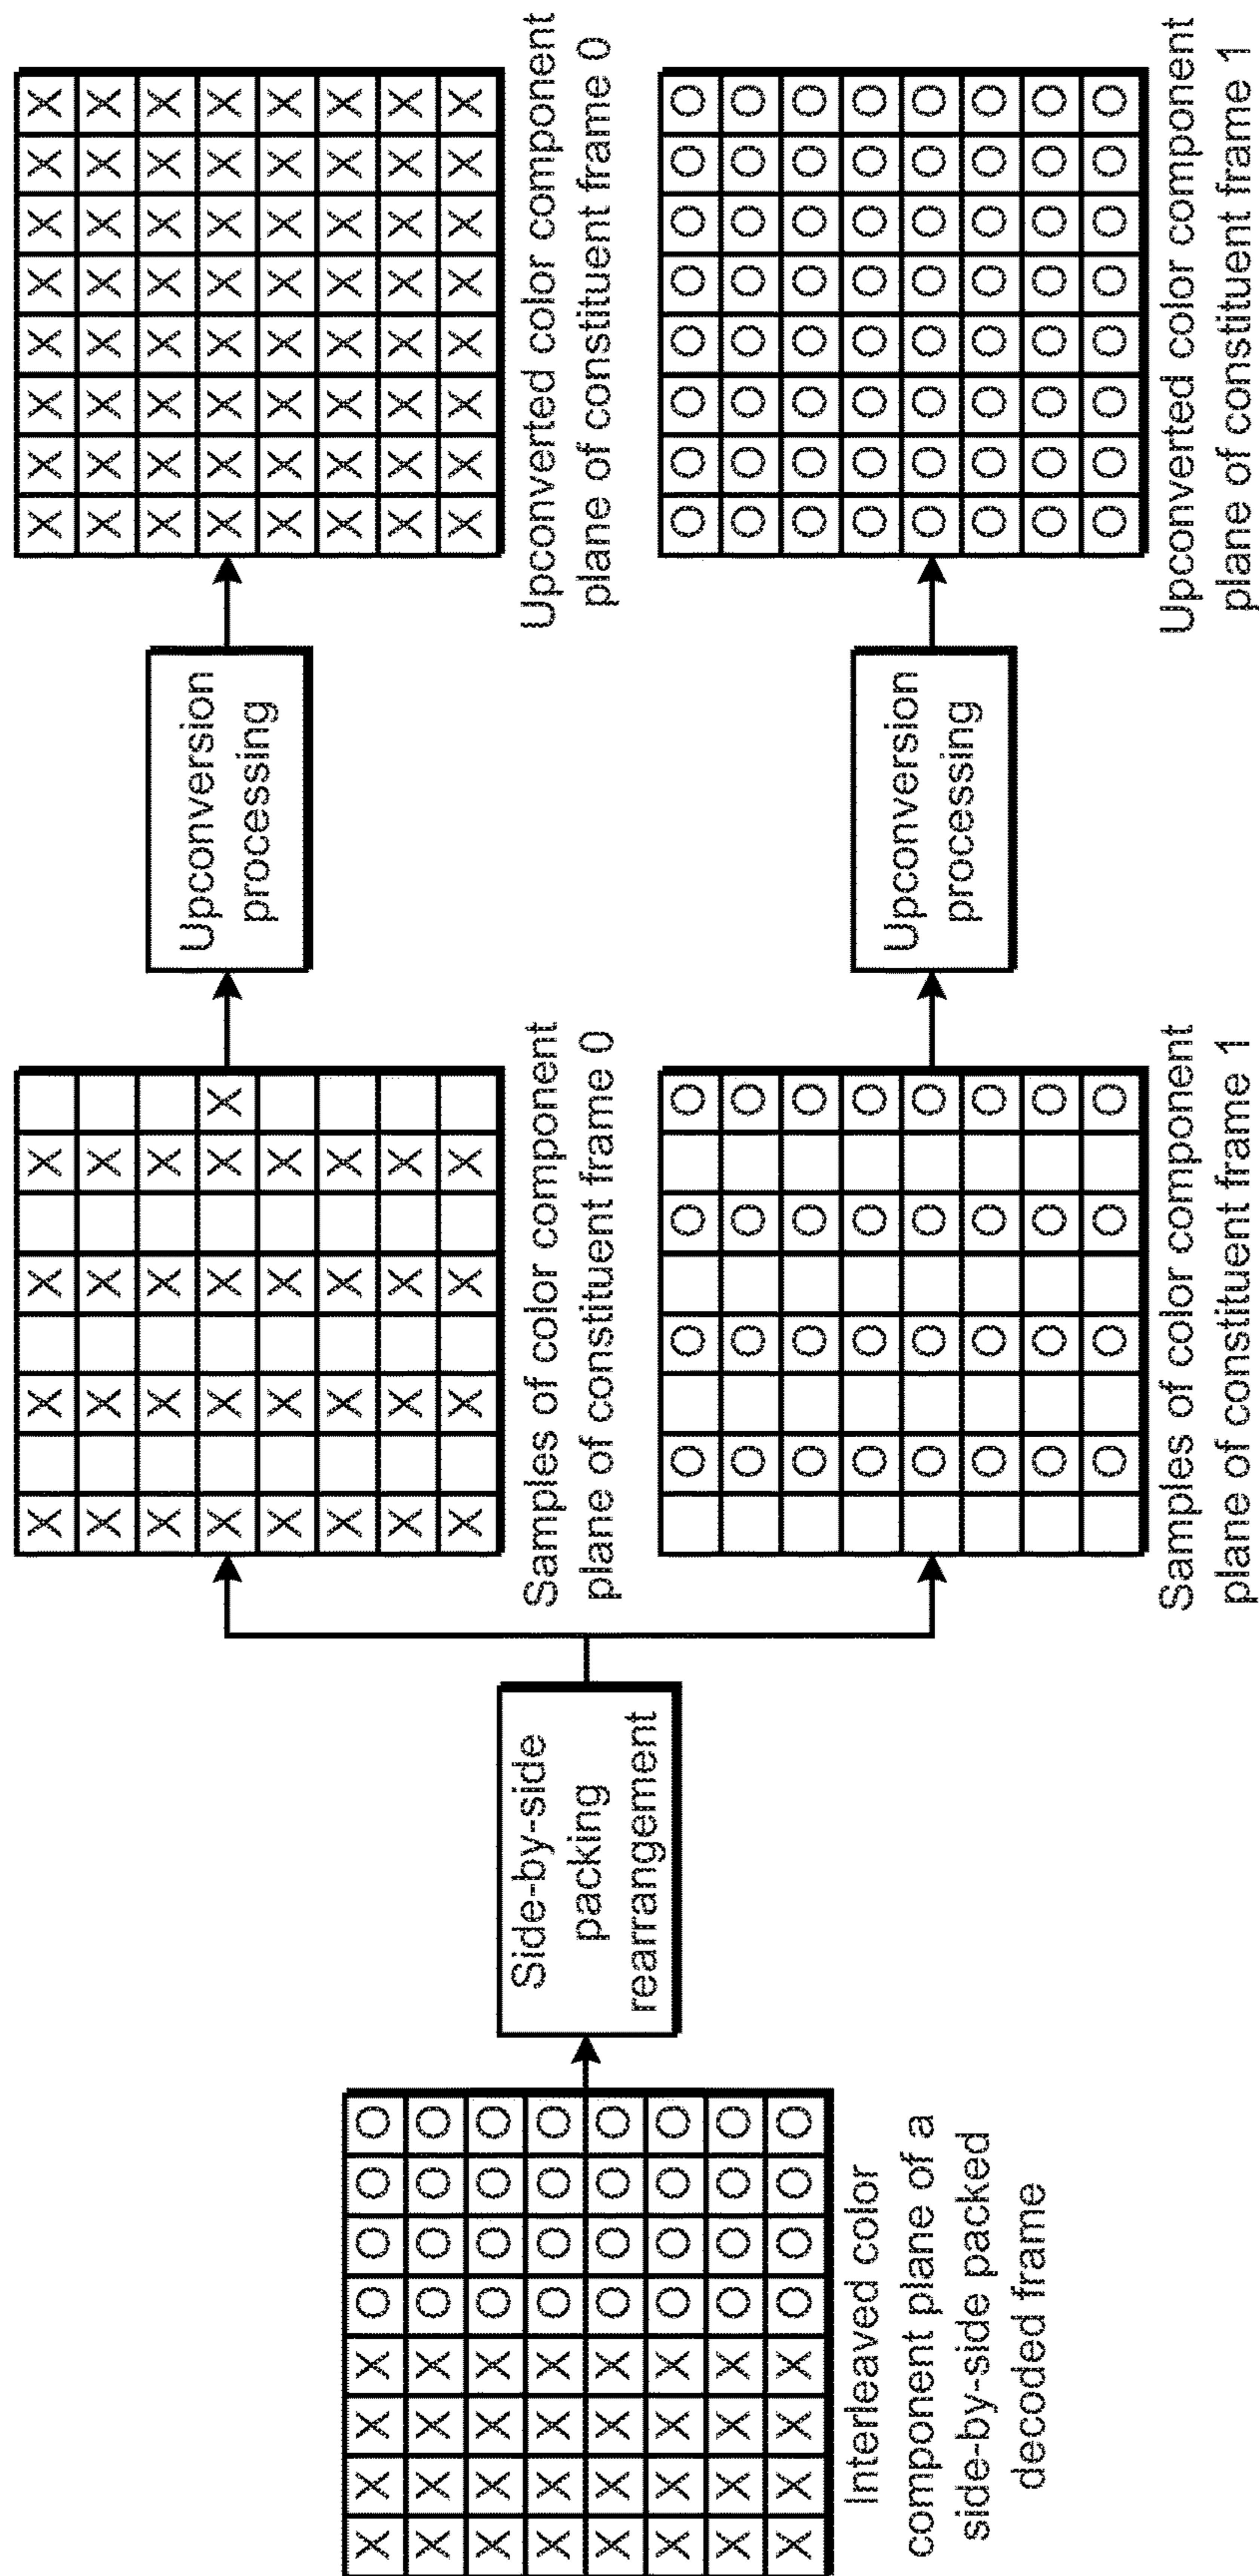 Interleaved color
component plane of a
side-by-side packed
decoded frame
Side-by-side
packing
rearrangement
Samples of color component
plane of constituent frame 0
Upconversion
processing
Upconverted color component
plane of constituent frame 0
Samples of color component
plane of constituent frame 1
Upconversion
processing
Upconverted color component
plane of constituent frame 1